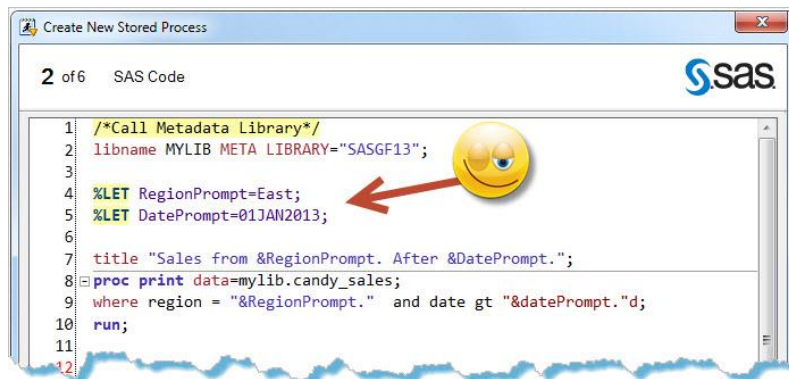 Create New Stored Process
2 of 6 SAS Code
sas
1 /*Call Metadata Library*/
2 libname MYLIB META LIBRARY="SASGF13";
3
4 %LET RegionPrompt=East;
5 %LET DatePrompt=01JAN2013;
6
7 title "Sales from &RegionPrompt. After &DatePrompt.";
8 proc print data=mylib.candy_sales;
9 where region = "&RegionPrompt." and date gt "&datePrompt."d;
10 run;
11
12